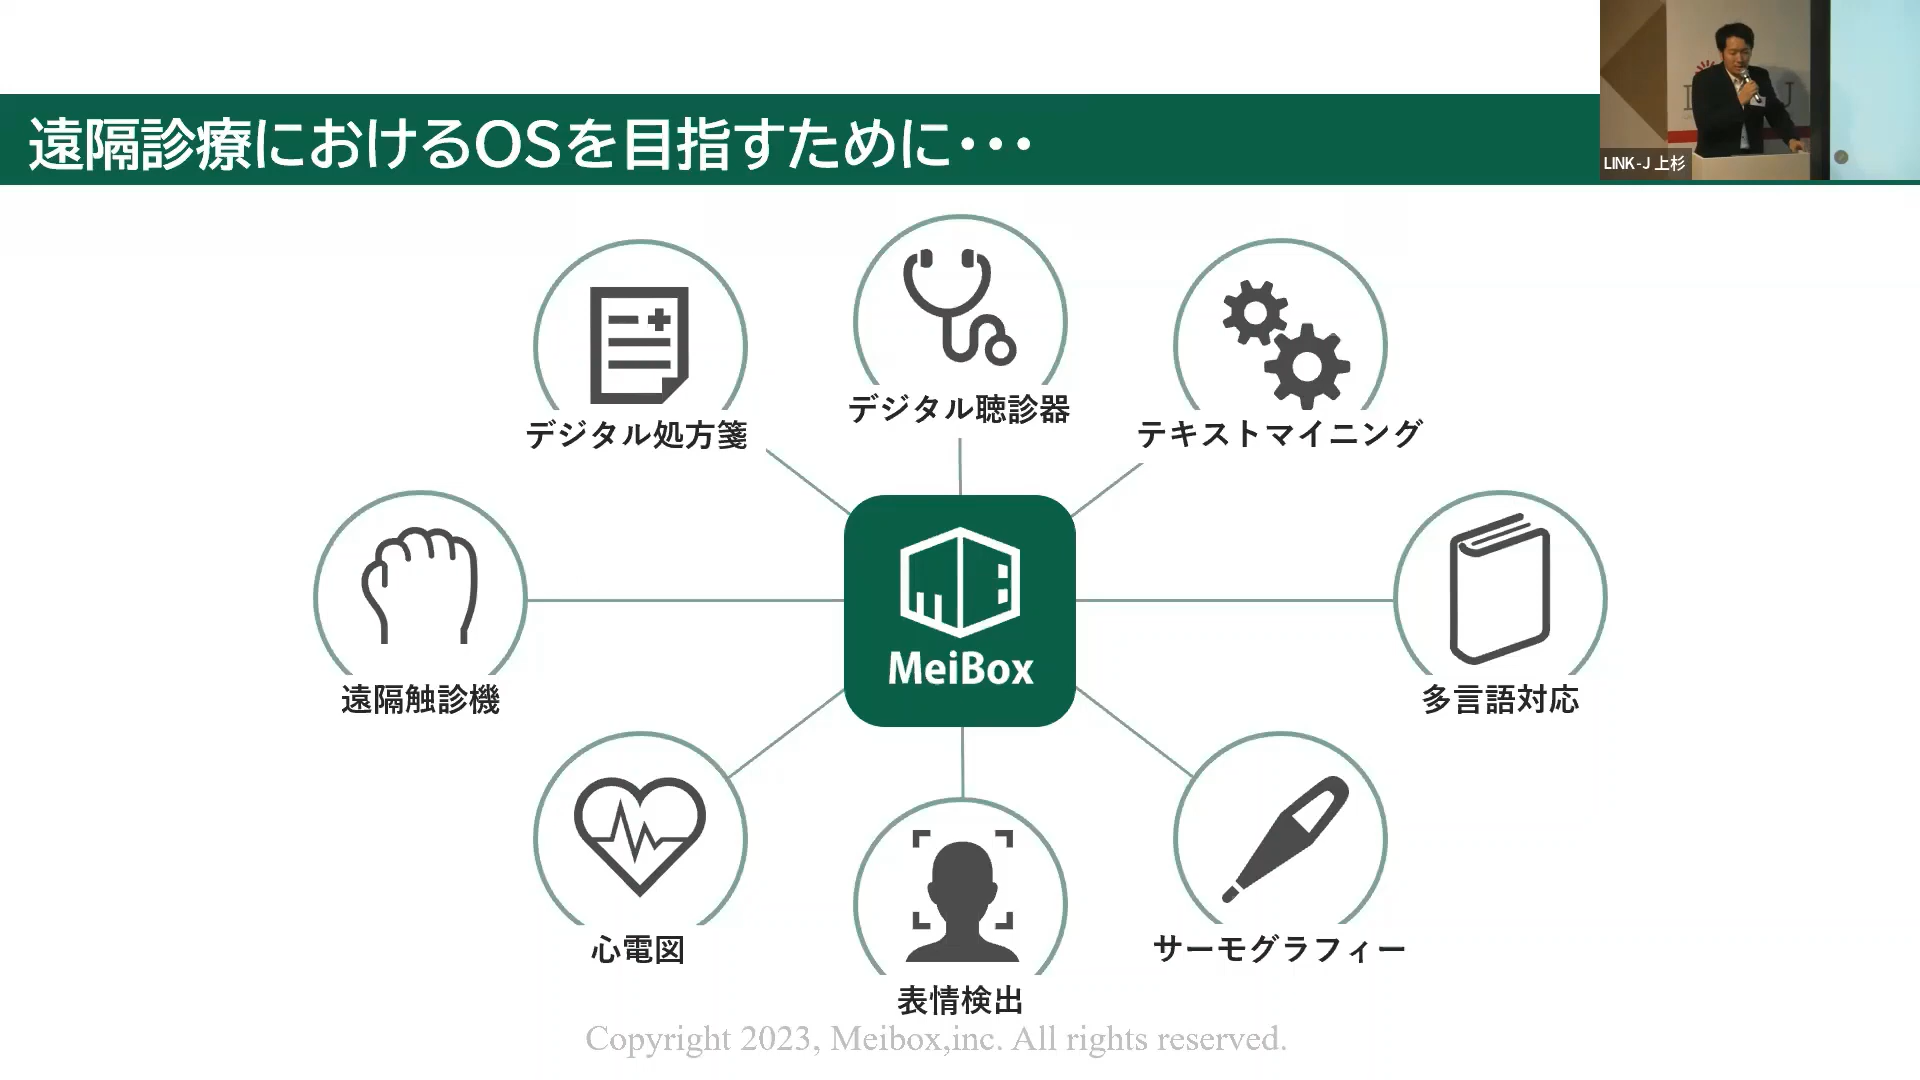 遠隔診療におけるOSを目指すために・・・
LINK-J 上杉
デジタル処方箋
デジタル聴診器
テキストマイニング
遠隔触診機
MeiBox
多言語対応
心電図
表情検出
サーモグラフィー
Copyright 2023, Meibox,inc. All rights reserved.